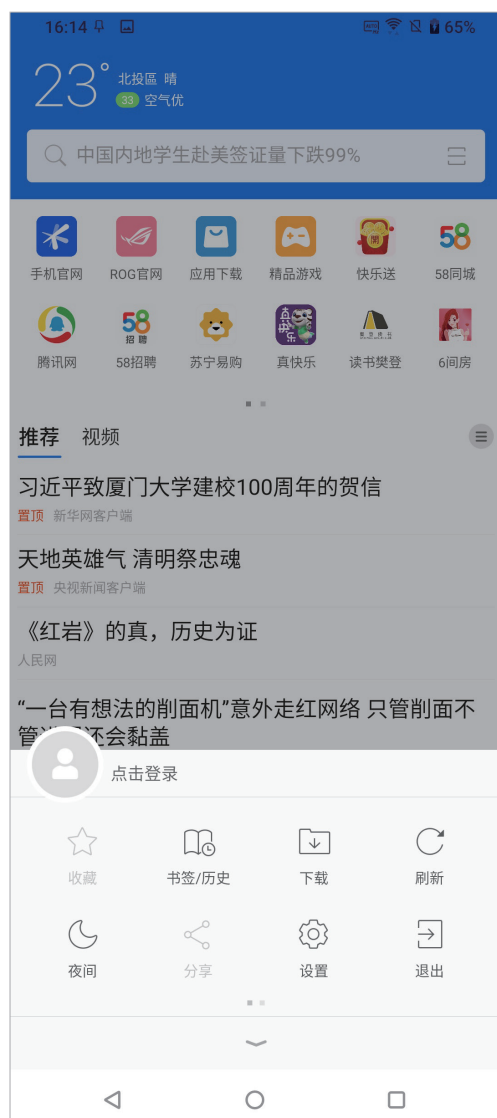 16:14
65%
23°
北投區 晴
33 空气优
中国内地学生赴美签证量下跌99%
手机官网 ROG官网 应用下载 精品游戏 快乐送 58同城
腾讯网 58招聘 苏宁易购 真快乐 读书樊登 6间房
推荐 视频
习近平致厦门大学建校100周年的贺信
置顶 新华网客户端
天地英雄气 清明祭忠魂
置顶 央视新闻客户端
《红岩》的真，历史为证
人民网
“一台有想法的削面机”意外走红网络 只管削面不
还会黏盖
点击登录
收藏 书签/历史 下载 刷新
夜间 分享 设置 退出